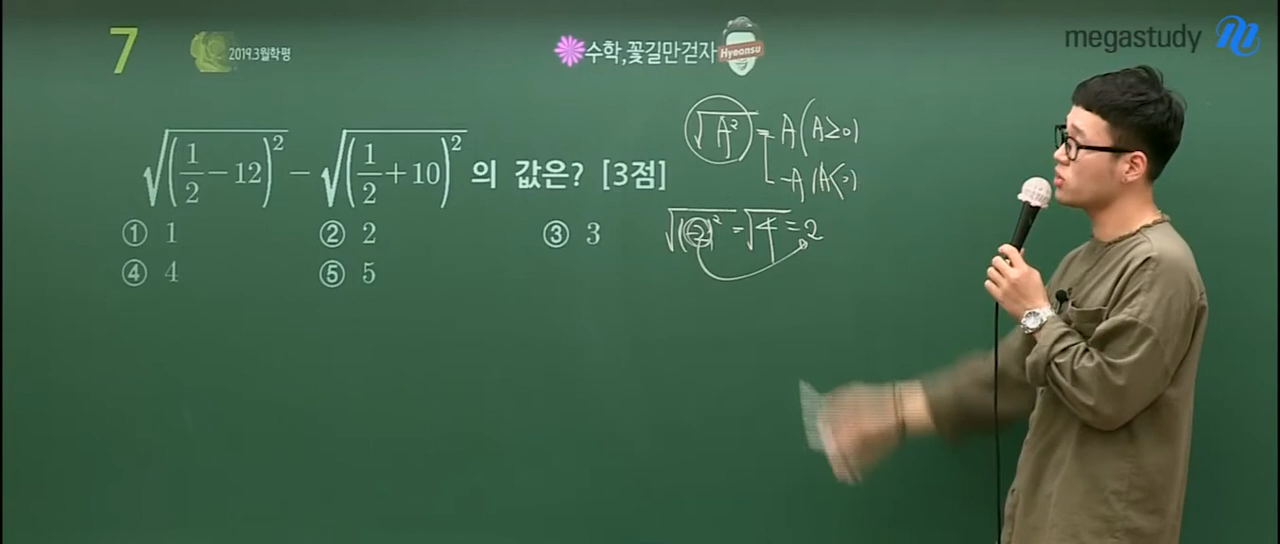 7
2019.3월학평
수학,꽃길만걷자
Hyeonsu
megastudy
√(1/2 − 12)² − √(1/2 + 10)² 의 값은? [3점]
① 1 ② 2 ③ 3
④ 4 ⑤ 5
√A² = A (A≥0)
-A (A<0)
√(-2)² = √4 = 2